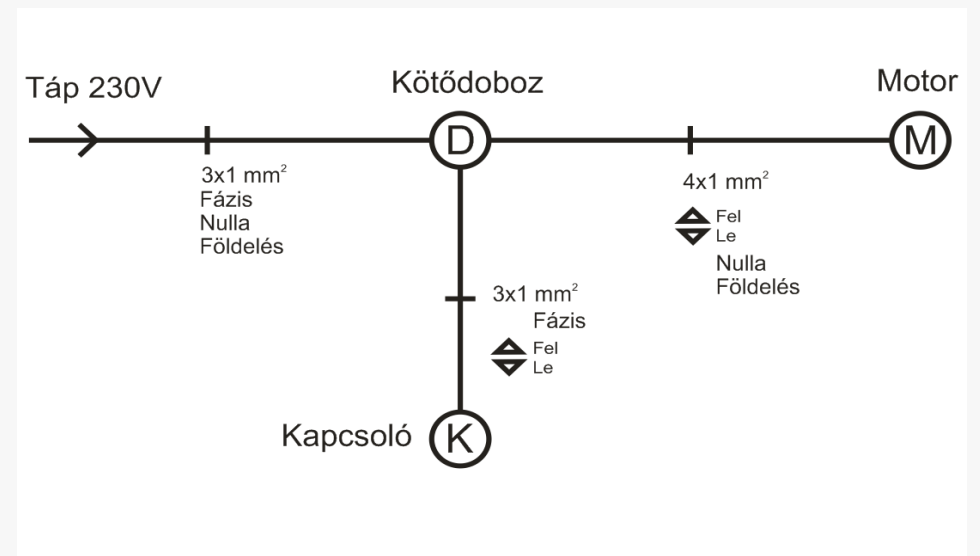 Táp 230V
Kötődoboz
Motor
D
M
3x1 mm²
Fázis
Nulla
Földelés
4x1 mm²
Fel
Le
Nulla
Földelés
3x1 mm²
Fázis
Fel
Le
Kapcsoló
K